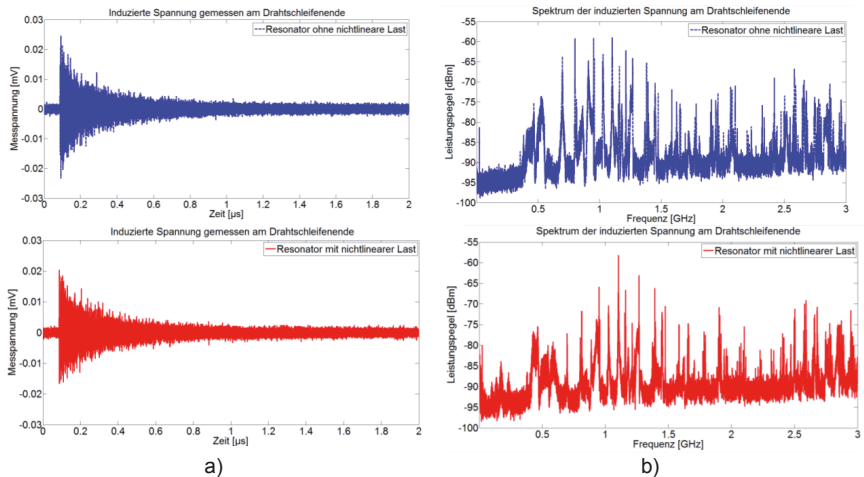 Induzierte Spannung gemessen am Drahtschleifenende
Resonator ohne nichtlineare Last
Messpannung [mV]
0.03
0.02
0.01
0
-0.01
-0.02
-0.03
0 0.2 0.4 0.6 0.8 1 1.2 1.4 1.6 1.8 2
Zeit [µs]
Spektrum der induzierten Spannung am Drahtschleifenende
Resonator ohne nichtlineare Last
Leistungspegel [dBm]
-55
-60
-65
-70
-75
-80
-85
-90
-95
-100
0.5 1 1.5 2 2.5 3
Frequenz [GHz]
Induzierte Spannung gemessen am Drahtschleifenende
Resonator mit nichtlinearer Last
Messpannung [mV]
0.03
0.02
0.01
0
-0.01
-0.02
-0.03
0 0.2 0.4 0.6 0.8 1 1.2 1.4 1.6 1.8 2
Zeit [µs]
Spektrum der induzierten Spannung am Drahtschleifenende
Resonator mit nichtlinearer Last
Leistungspegel [dBm]
-55
-60
-65
-70
-75
-80
-85
-90
-95
-100
0.5 1 1.5 2 2.5 3
Frequenz [GHz]
a)
b)